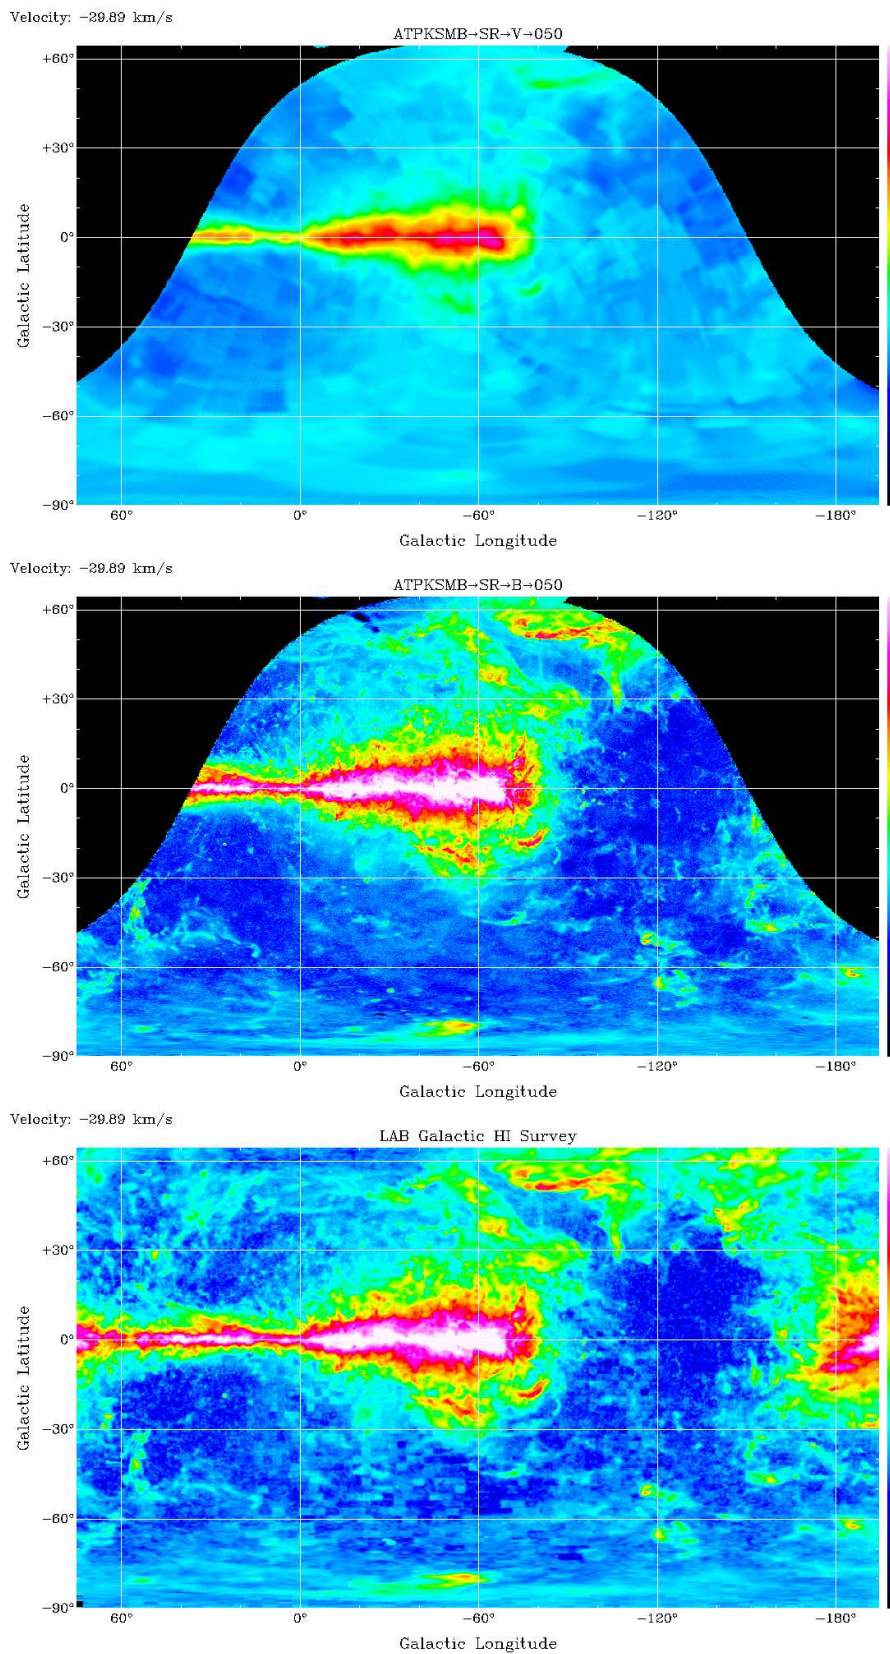 Velocity: −29.89 km/s
ATPKSMB→SR→V→050
+60°
+30°
0°
−30°
−60°
−90°
Galactic Latitude
60° 0° −60° −120° −180°
Galactic Longitude
Velocity: −29.89 km/s
ATPKSMB→SR→B→050
+60°
+30°
0°
−30°
−60°
−90°
Galactic Latitude
60° 0° −60° −120° −180°
Galactic Longitude
Velocity: −29.89 km/s
LAB Galactic HI Survey
+60°
+30°
0°
−30°
−60°
−90°
Galactic Latitude
60° 0° −60° −120° −180°
Galactic Longitude